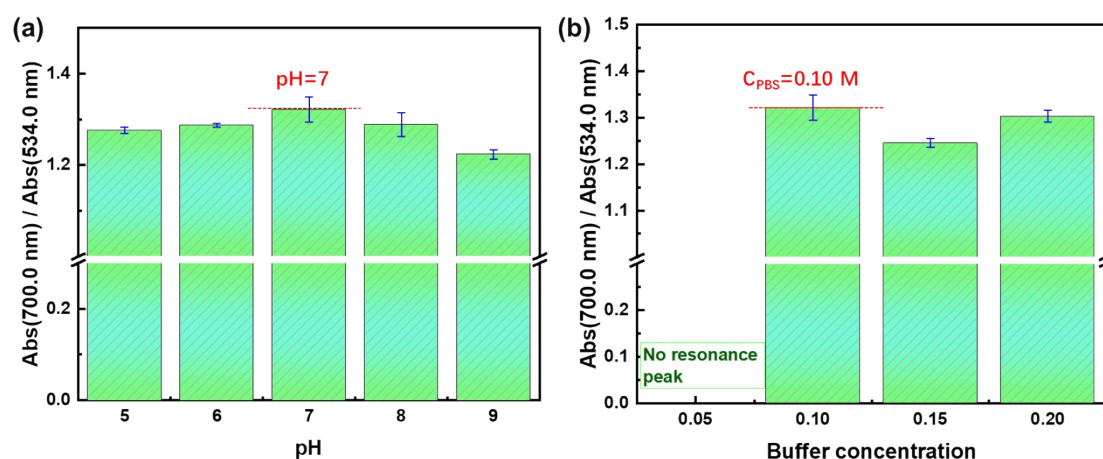 (a)
Abs(700.0 nm) / Abs(534.0 nm)
1.4
1.2
0.2
0.0
pH=7
5 6 7 8 9
pH
(b)
Abs(700.0 nm) / Abs(534.0 nm)
1.5
1.4
1.3
1.2
1.1
0.2
0.1
0.0
CPBS=0.10 M
No resonance
peak
0.05 0.10 0.15 0.20
Buffer concentration